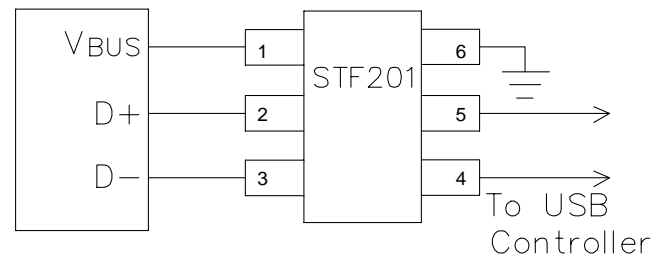 VBUS
1
6
STF201
D+
2
5
D-
3
4
To USB
Controller